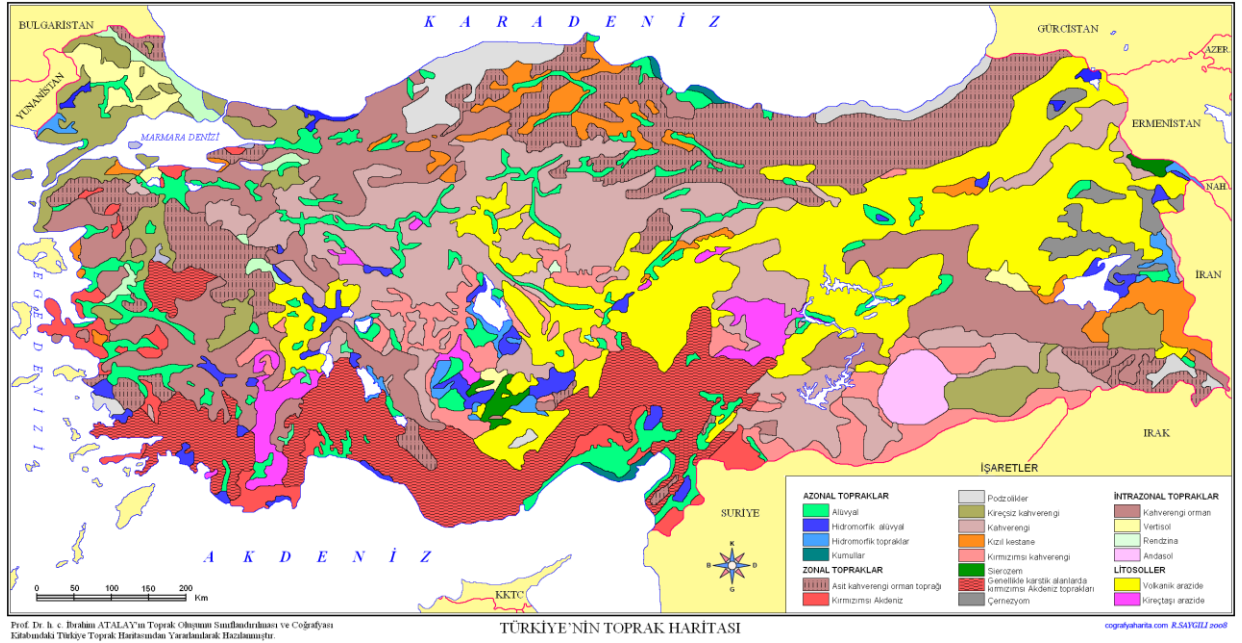 BULGARİSTAN
K A R A D E N İ Z
GÜRCİSTAN
AZER.
YUNANİSTAN
MARMARA DENİZİ
ERMENİSTAN
NAH.
E G E D E N I Z I A
İRAN
IRAK
SURİYE
A K D E N İ Z
KKTC
0 50 100 150 200
Km
K
B D
G
İŞARETLER
AZONAL TOPRAKLAR
Alüvyal
Hidromorfik alüvyal
Hidromorfik topraklar
Kumullar
ZONAL TOPRAKLAR
Asit kahverengi orman toprağı
Kırmızımsı Akdeniz
Podzolikler
Kireçsiz kahverengi
Kahverengi
Kızıl kestane
Kırmızımsı kahverengi
Sierozem
Genellikle karstik alanlarda
kırmızımsı Akdeniz toprakları
Çernezyom
İNTRAZONAL TOPRAKLAR
Kahverengi orman
Vertisol
Rendzina
Andasol
LİTOSOLLER
Volkanik arazide
Kireçtaşı arazide
Prof. Dr. h. c. İbrahim ATALAY'ın Toprak Oluşumu Sınıflandırılması ve Coğrafyası
Kitabındaki Türkiye Toprak Haritasından Yararlanılarak Hazırlanmıştır.
TÜRKİYE'NİN TOPRAK HARİTASI
cografyaharita.com R.SAYGILI 2008